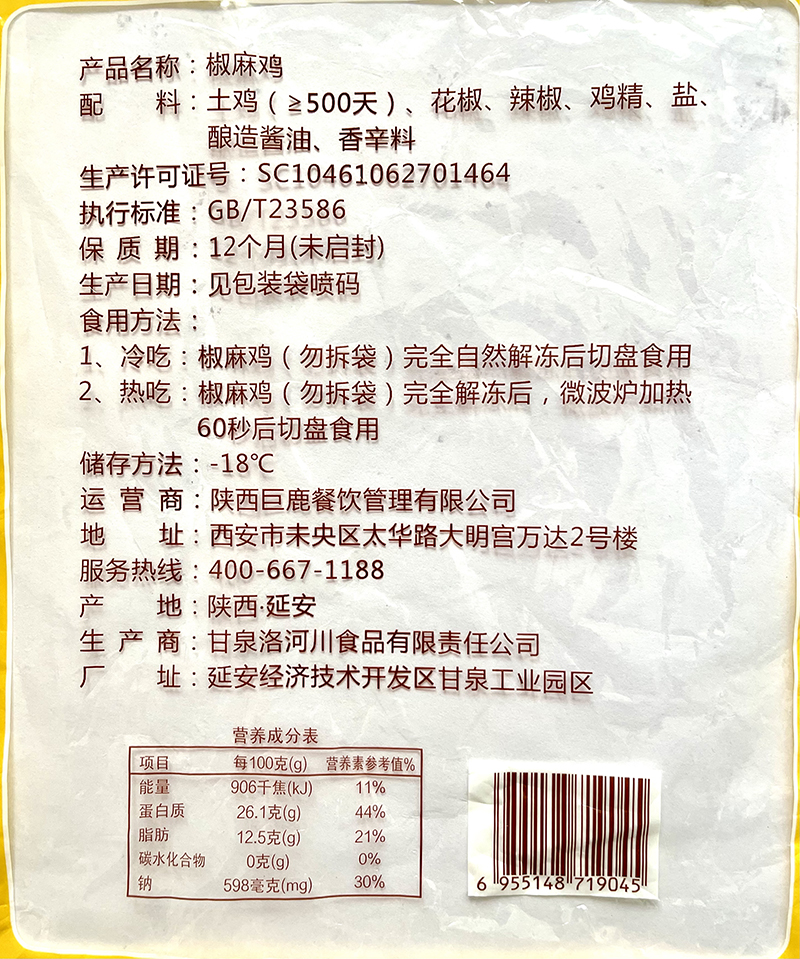 产品名称：椒麻鸡
配 料：土鸡（≧500天）、花椒、辣椒、鸡精、盐、
酿造酱油、香辛料
生产许可证号：SC10461062701464
执行标准：GB/T23586
保 质 期：12个月(未启封)
生产日期：见包装袋喷码
食用方法：
1、冷吃：椒麻鸡（勿拆袋）完全自然解冻后切盘食用
2、热吃：椒麻鸡（勿拆袋）完全解冻后，微波炉加热
60秒后切盘食用
储存方法：-18℃
运 营 商：陕西巨鹿餐饮管理有限公司
地 址：西安市未央区太华路大明宫万达2号楼
服务热线：400-667-1188
产 地：陕西·延安
生 产 商：甘泉洛河川食品有限责任公司
厂 址：延安经济技术开发区甘泉工业园区
营养成分表
项目 每100克(g) 营养素参考值%
能量 906千焦(kJ) 11%
蛋白质 26.1克(g) 44%
脂肪 12.5克(g) 21%
碳水化合物 0克(g) 0%
钠 598毫克(mg) 30%
6 955148 719045